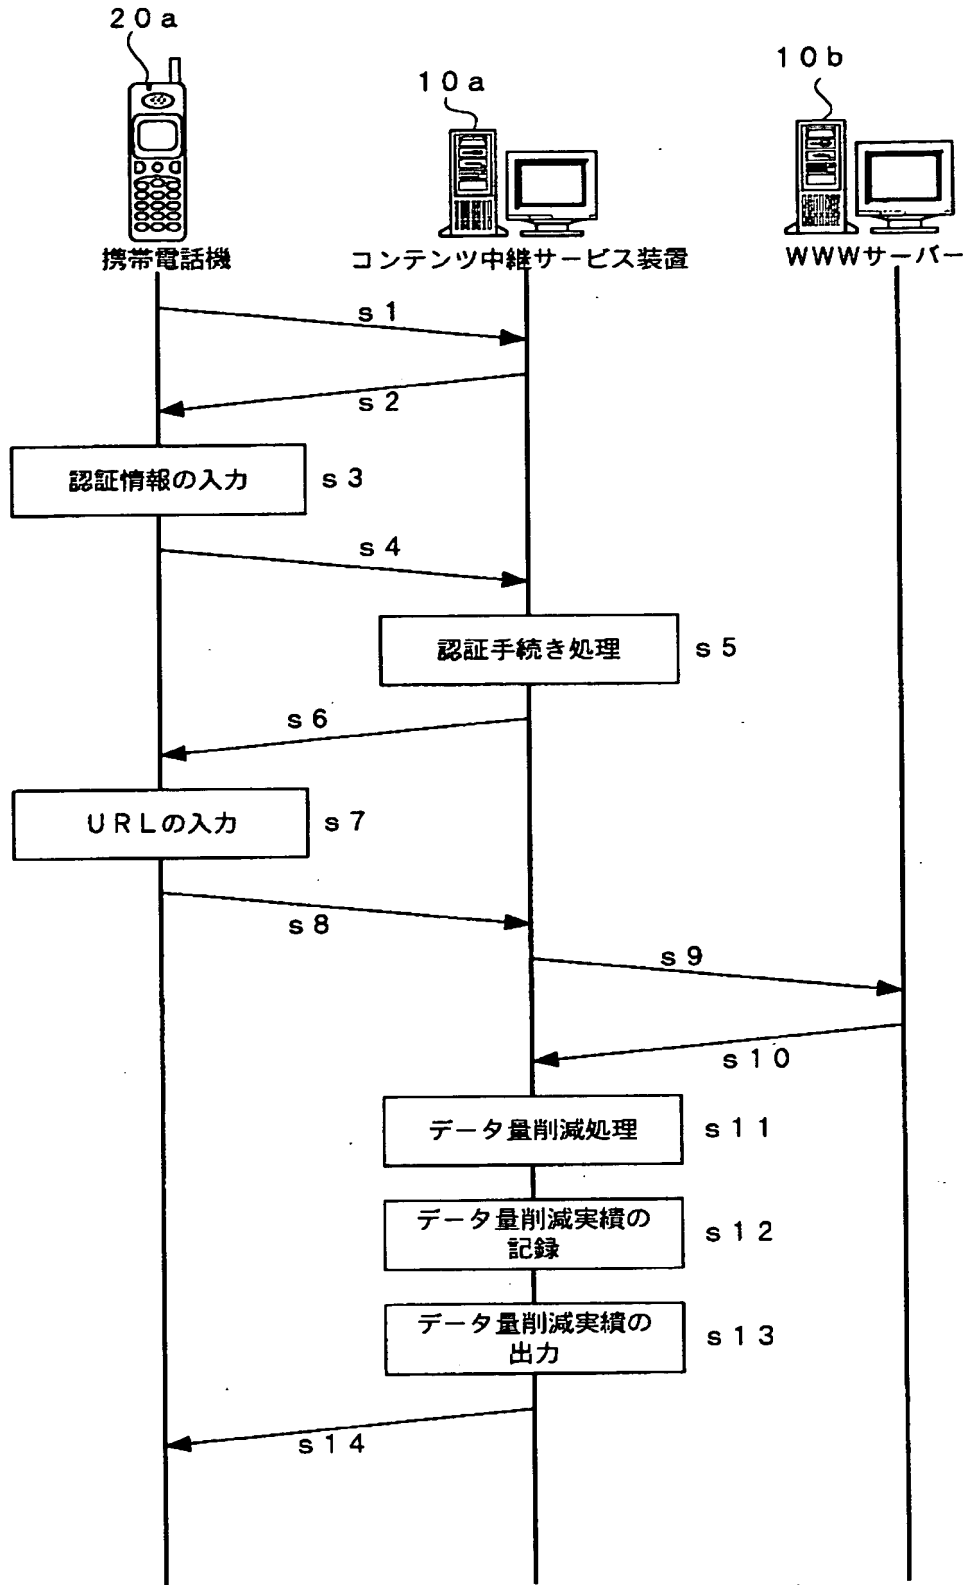 20a
10a
10b
携帯電話機
コンテンツ中継サービス装置
WWWサーバー
s1
s2
認証情報の入力
s3
s4
認証手続き処理
s5
s6
URLの入力
s7
s8
s9
s10
データ量削減処理
s11
データ量削減実績の
記録
s12
データ量削減実績の
出力
s13
s14